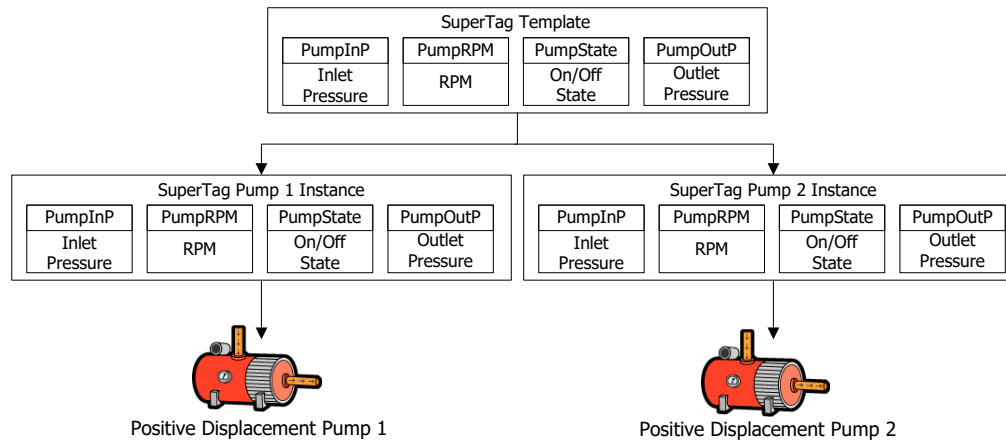 SuperTag Template
PumpInP PumpRPM PumpState PumpOutP
Inlet Pressure RPM On/Off State Outlet Pressure
SuperTag Pump 1 Instance
PumpInP PumpRPM PumpState PumpOutP
Inlet Pressure RPM On/Off State Outlet Pressure
SuperTag Pump 2 Instance
PumpInP PumpRPM PumpState PumpOutP
Inlet Pressure RPM On/Off State Outlet Pressure
Positive Displacement Pump 1
Positive Displacement Pump 2